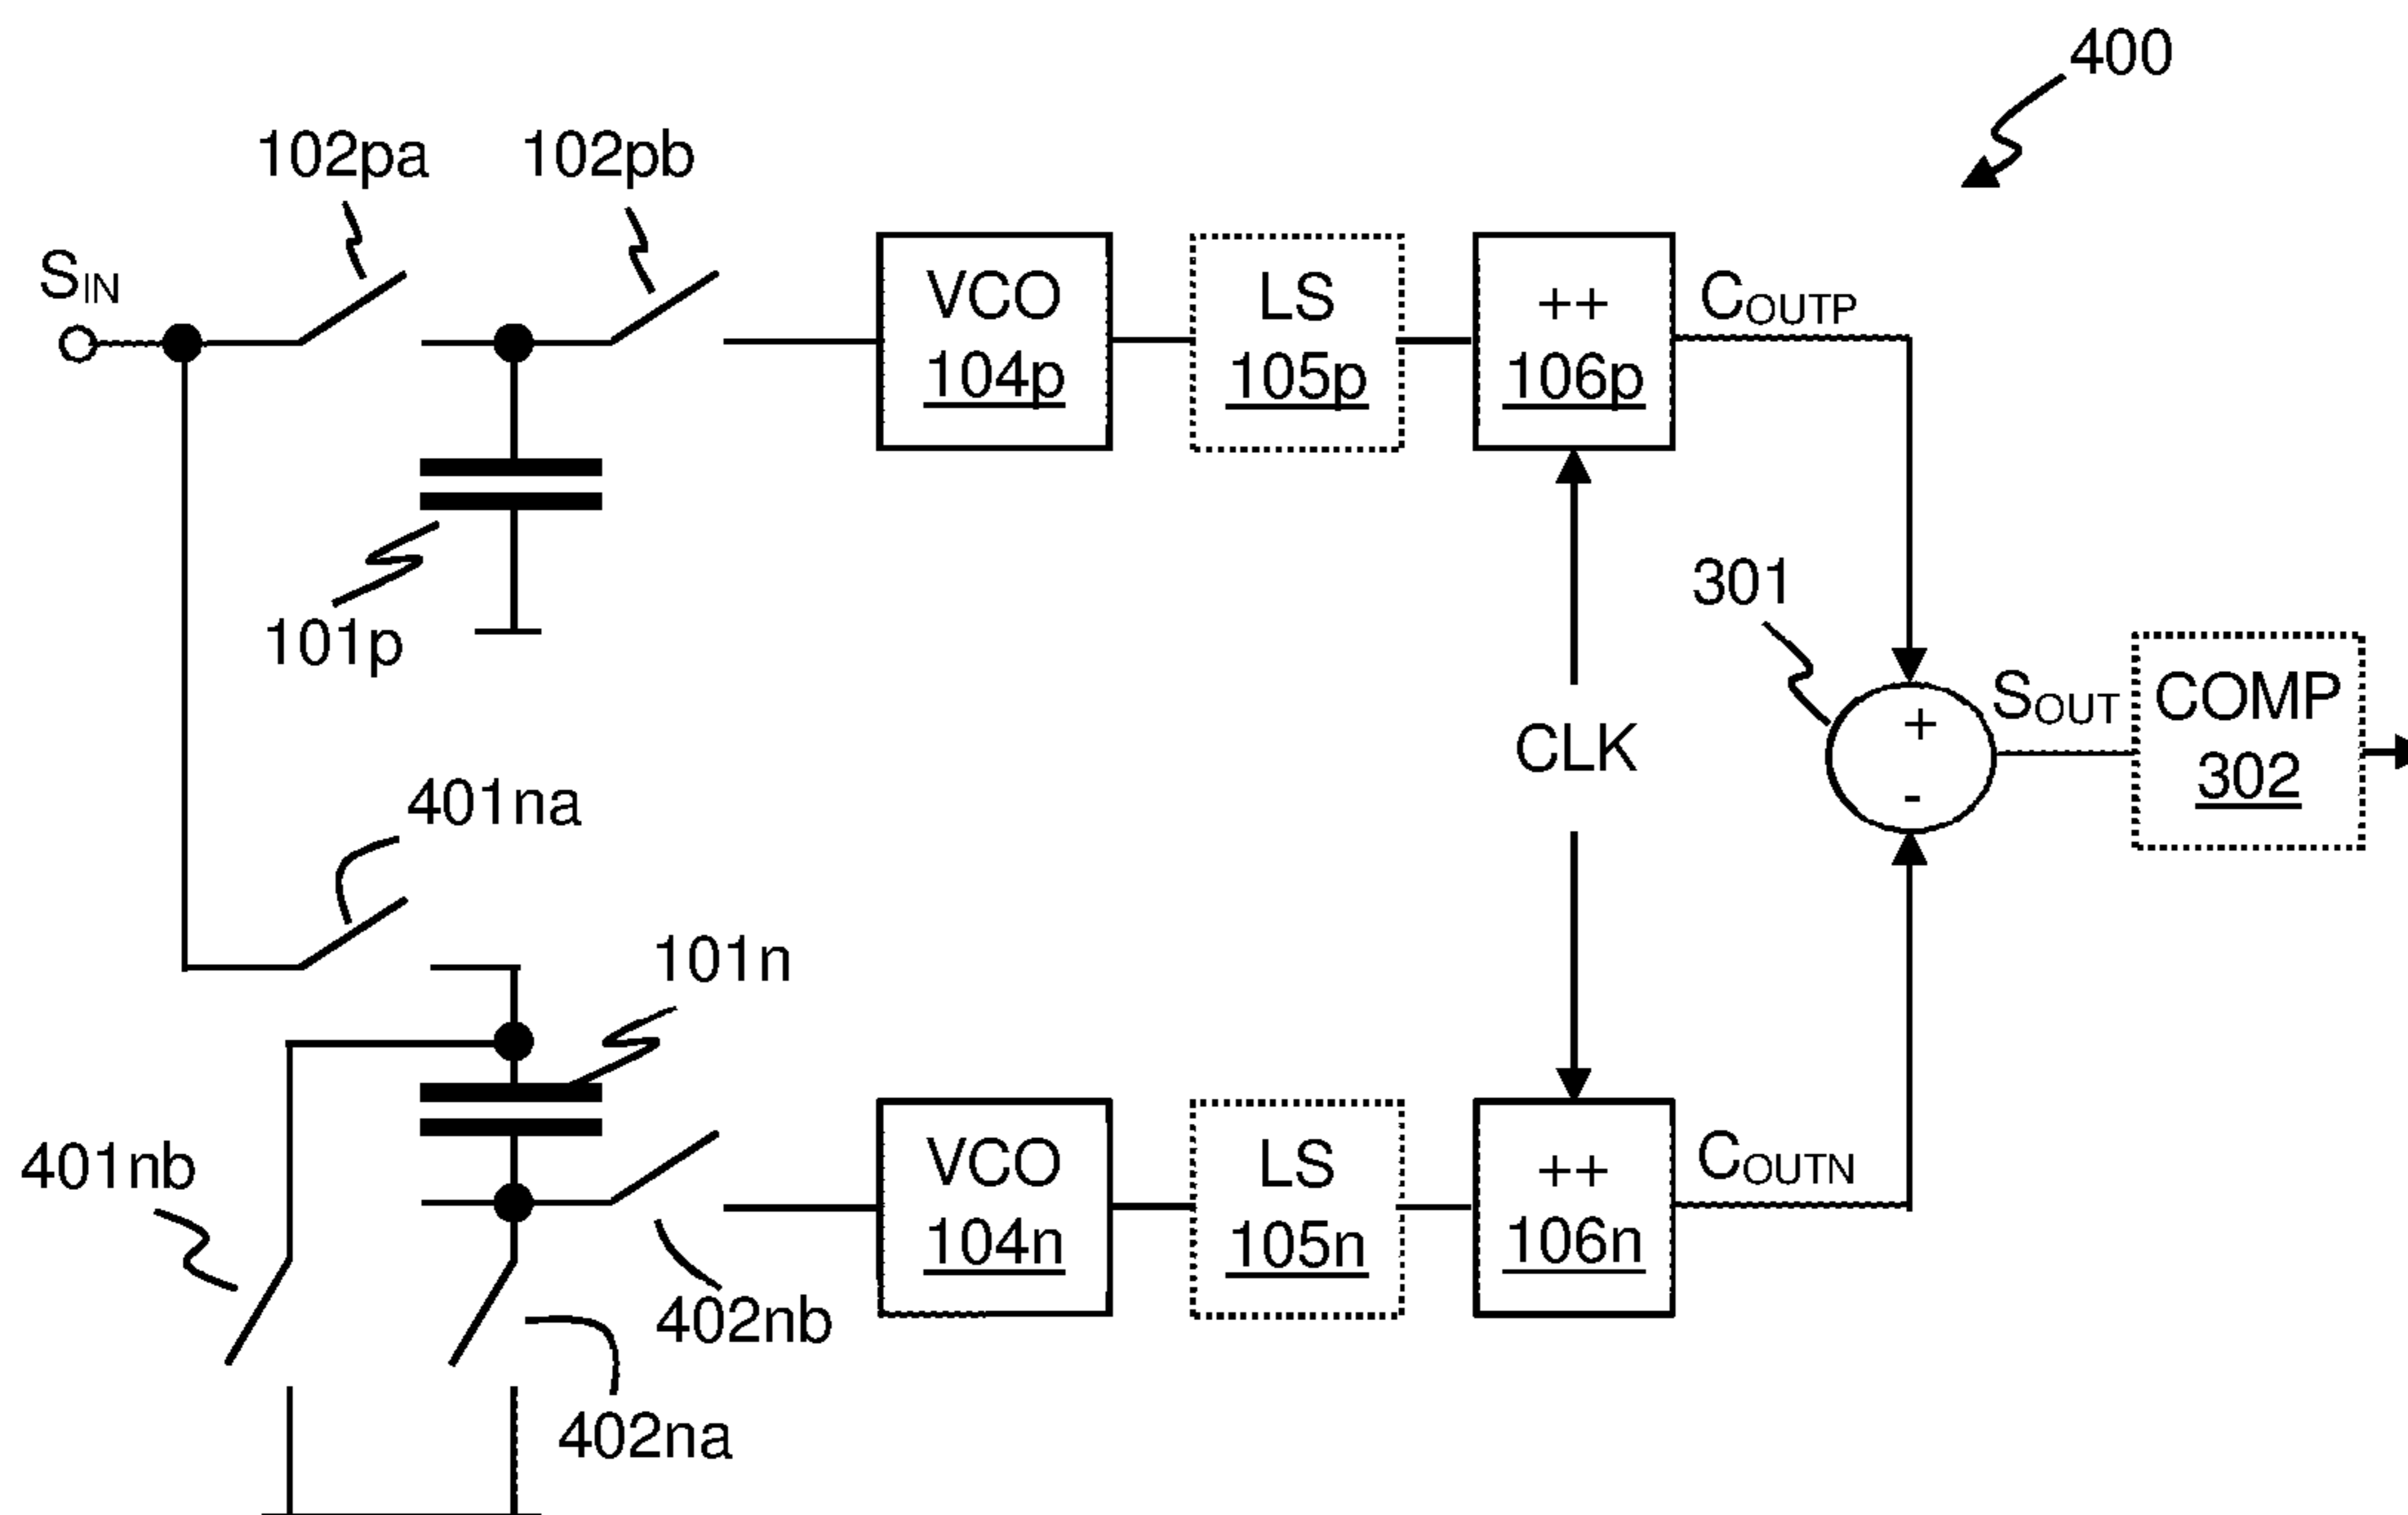 400
102pa
102pb
SIN
VCO
104p
LS
105p
++
106p
COUTP
101p
301
CLK
+
-
SOUT
COMP
302
401na
101n
401nb
VCO
104n
LS
105n
++
106n
COUTN
402nb
402na